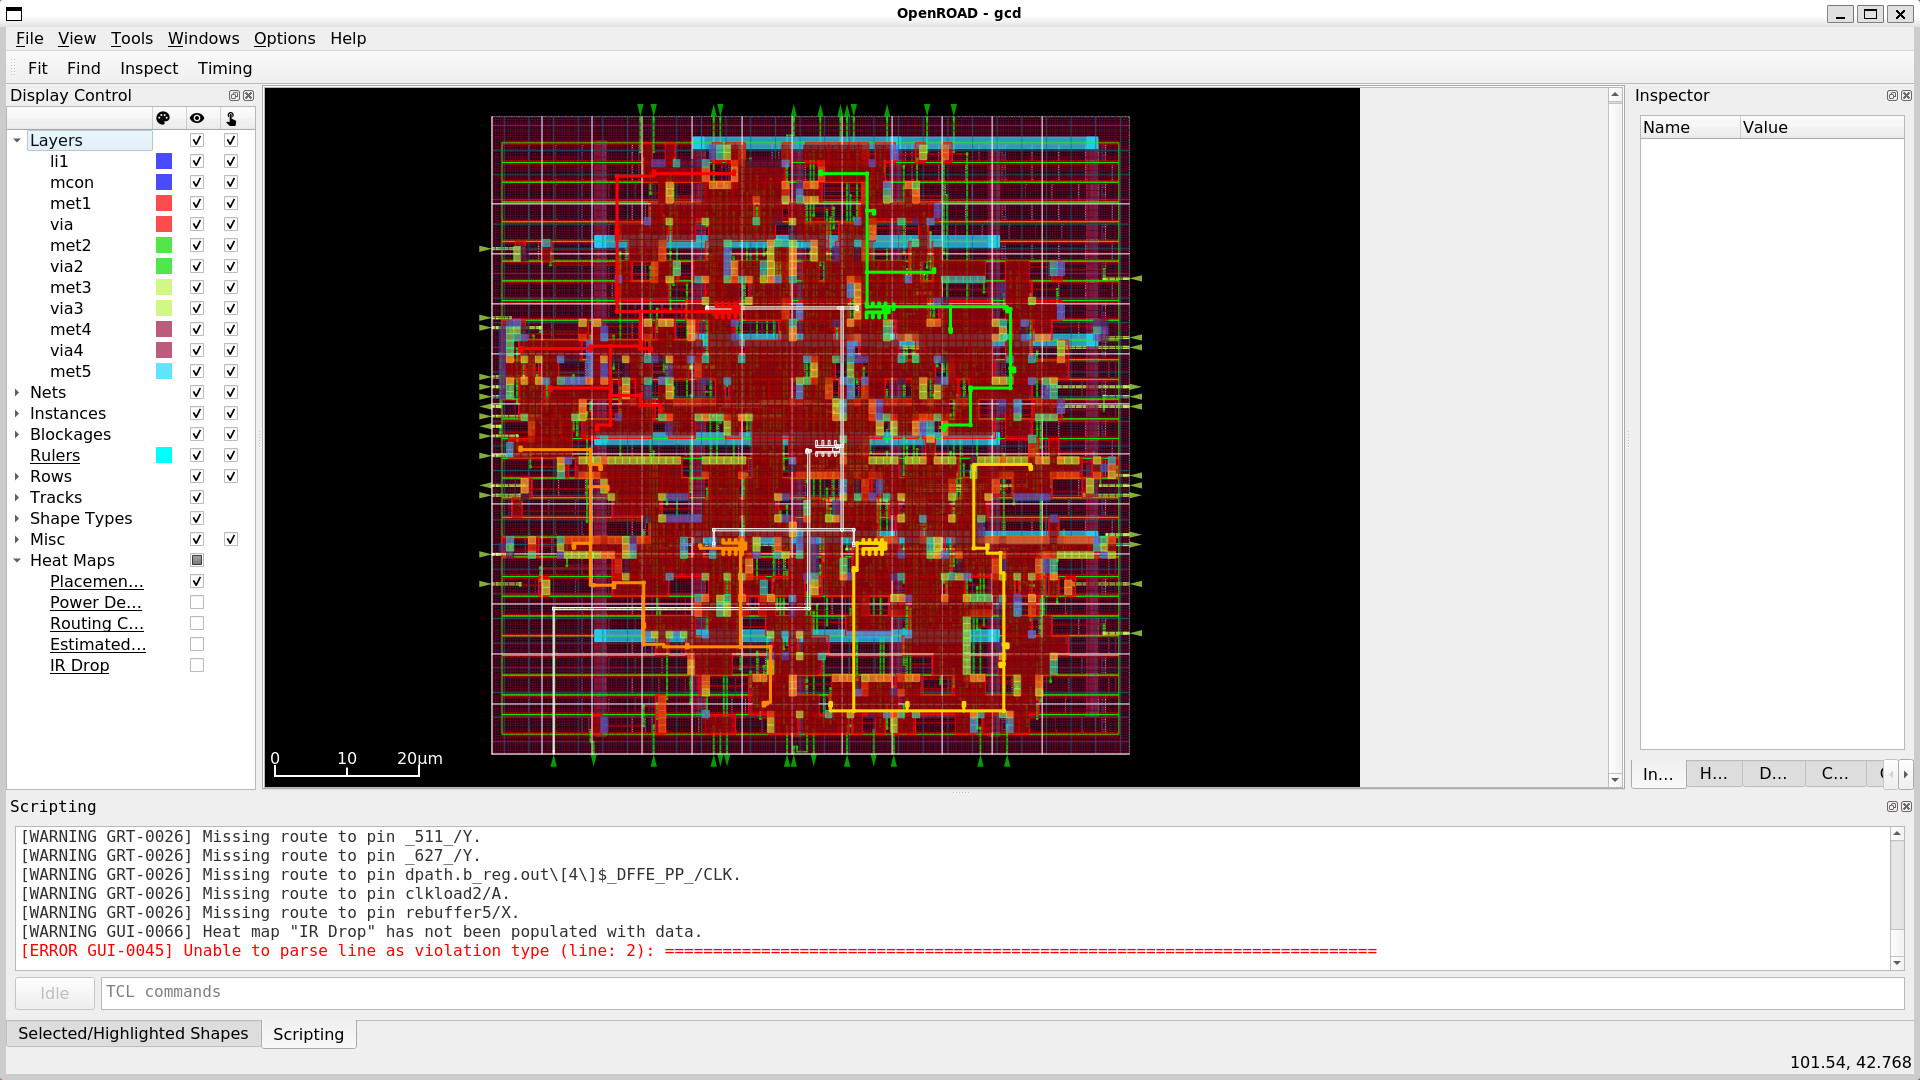 OpenROAD - gcd
File View Tools Windows Options Help
Fit Find Inspect Timing
Display Control
Layers
li1
mcon
met1
via
met2
via2
met3
via3
met4
via4
met5
Nets
Instances
Blockages
Rulers
Rows
Tracks
Shape Types
Misc
Heat Maps
Placemen...
Power De...
Routing C...
Estimated...
IR Drop
0 10 20μm
Inspector
Name Value
In... H... D... C...
Scripting
[WARNING GRT-0026] Missing route to pin _511_/Y.
[WARNING GRT-0026] Missing route to pin _627_/Y.
[WARNING GRT-0026] Missing route to pin dpath.b_reg.out\[4\]$_DFFE_PP_/CLK.
[WARNING GRT-0026] Missing route to pin clkload2/A.
[WARNING GRT-0026] Missing route to pin rebuffer5/X.
[WARNING GUI-0066] Heat map "IR Drop" has not been populated with data.
[ERROR GUI-0045] Unable to parse line as violation type (line: 2): ==========================================================================
Idle TCL commands
Selected/Highlighted Shapes Scripting
101.54, 42.768